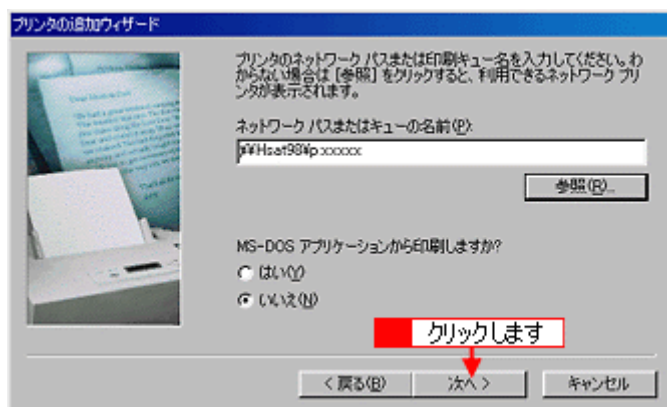 プリンタの追加ウィザード
プリンタのネットワーク パスまたは印刷キュー名を入力してください。わ
からない場合は [参照] をクリックすると、利用できるネットワーク プリ
ンタが表示されます。
ネットワーク パスまたはキューの名前(P):
¥¥Hsat98¥p:xxxxxx
参照(R)...
MS-DOS アプリケーションから印刷しますか?
はい(Y)
いいえ(N)
クリックします
< 戻る(B)
次へ >
キャンセル